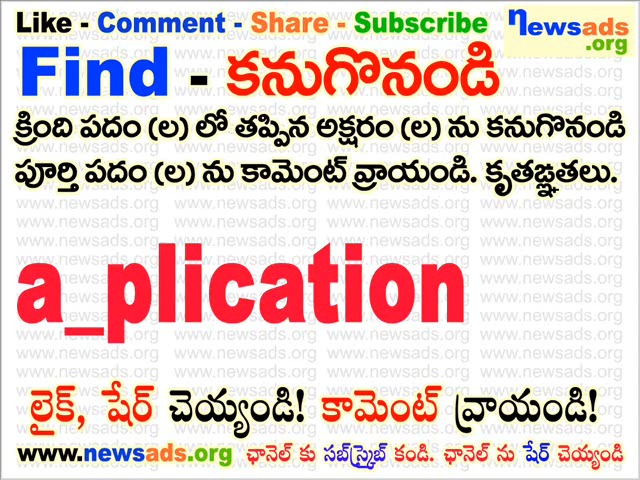 Like - Comment - Share - Subscribe
newsads
.org
Find - కనుగొనండి
క్రింది పదం (ల) లో తప్పిన అక్షరం (ల) ను కనుగొనండి
పూర్తి పదం (ల) ను కామెంట్ వ్రాయండి. కృతఙ్ఞతలు.
a_plication
లైక్, షేర్ చెయ్యండి! కామెంట్ వ్రాయండి!
www.newsads.org ఛానెల్ కు సబ్‌స్క్రైబ్ కండి. ఛానెల్ ను షేర్ చెయ్యండి